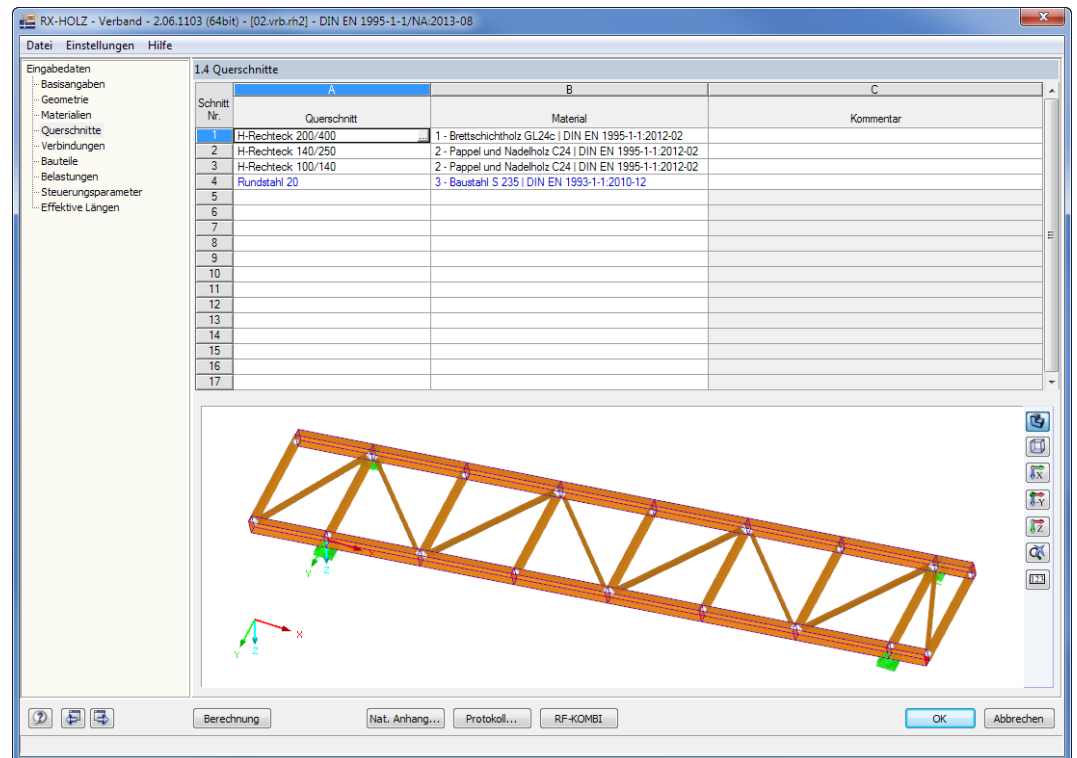 RX-HOLZ - Verband - 2.06.1103 (64bit) - [02.vrb.rh2] - DIN EN 1995-1-1/NA:2013-08
Datei Einstellungen Hilfe
Eingabedaten
Basisangaben
Geometrie
Materialien
Querschnitte
Verbindungen
Bauteile
Belastungen
Steuerungsparameter
Effektive Längen
1.4 Querschnitte
A B C
Schnitt
Nr. Querschnitt Material Kommentar
1 H-Rechteck 200/400 ... 1 - Brettschichtholz GL24c | DIN EN 1995-1-1:2012-02
2 H-Rechteck 140/250 2 - Pappel und Nadelholz C24 | DIN EN 1995-1-1:2012-02
3 H-Rechteck 100/140 2 - Pappel und Nadelholz C24 | DIN EN 1995-1-1:2012-02
4 Rundstahl 20 3 - Baustahl S 235 | DIN EN 1993-1-1:2010-12
5
6
7
8
9
10
11
12
13
14
15
16
17
X
Y Z
X
Y Z
X
-Y
Z
123
Berechnung Nat. Anhang... Protokoll... RF-KOMBI OK Abbrechen